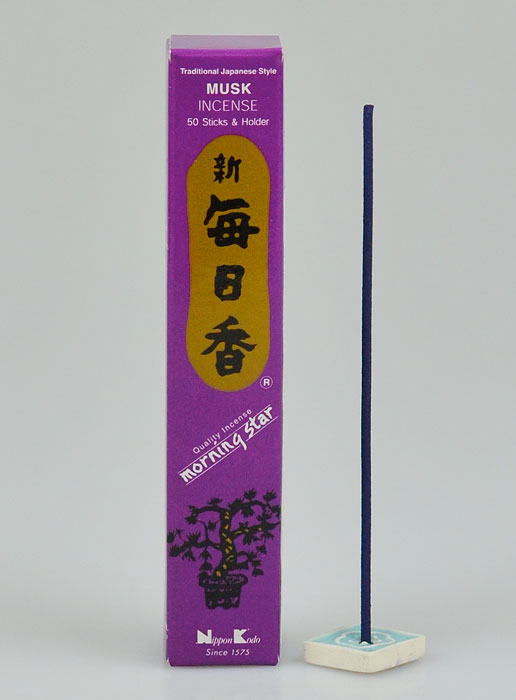 Traditional Japanese Style
MUSK
INCENSE
50 Sticks & Holder
新
毎
日
香
®
Quality Incense
morning star
Nippon Kodo
Since 1575